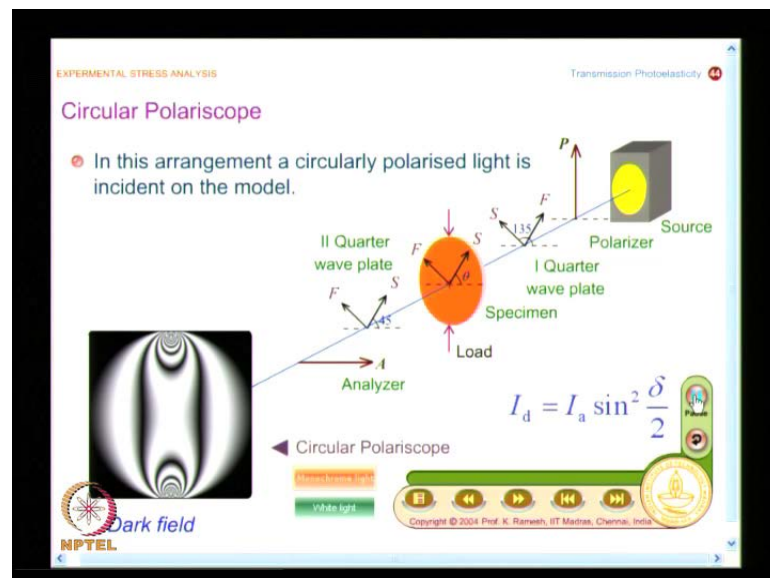 EXPERMENTAL STRESS ANALYSIS
Transmission Photoelasticity 44
Circular Polariscope
In this arrangement a circularly polarised light is
incident on the model.
P
Source
Polarizer
S
F
135
I Quarter
wave plate
II Quarter
wave plate
F
S
θ
Specimen
Load
F
S
45
A
Analyzer
I_d = I_a sin² δ/2
Pause
Circular Polariscope
Monochrome light
White light
Dark field
NPTEL
Copyright © 2004 Prof. K. Ramesh, IIT Madras, Chennai, India